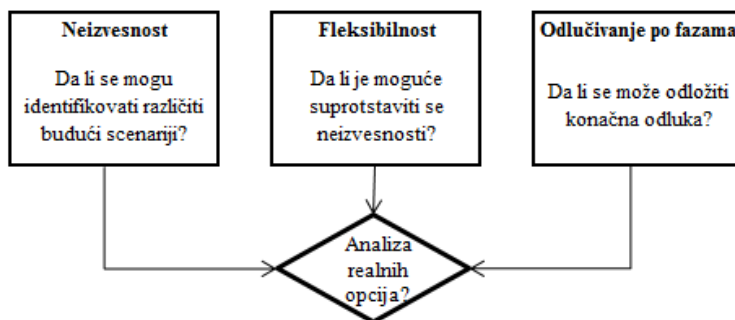 Neizvesnost
Da li se mogu
identifikovati različiti
budući scenariji?
Fleksibilnost
Da li je moguće
suprotstaviti se
neizvesnosti?
Odlučivanje po fazama
Da li se može odložiti
konačna odluka?
Analiza
realnih
opcija?